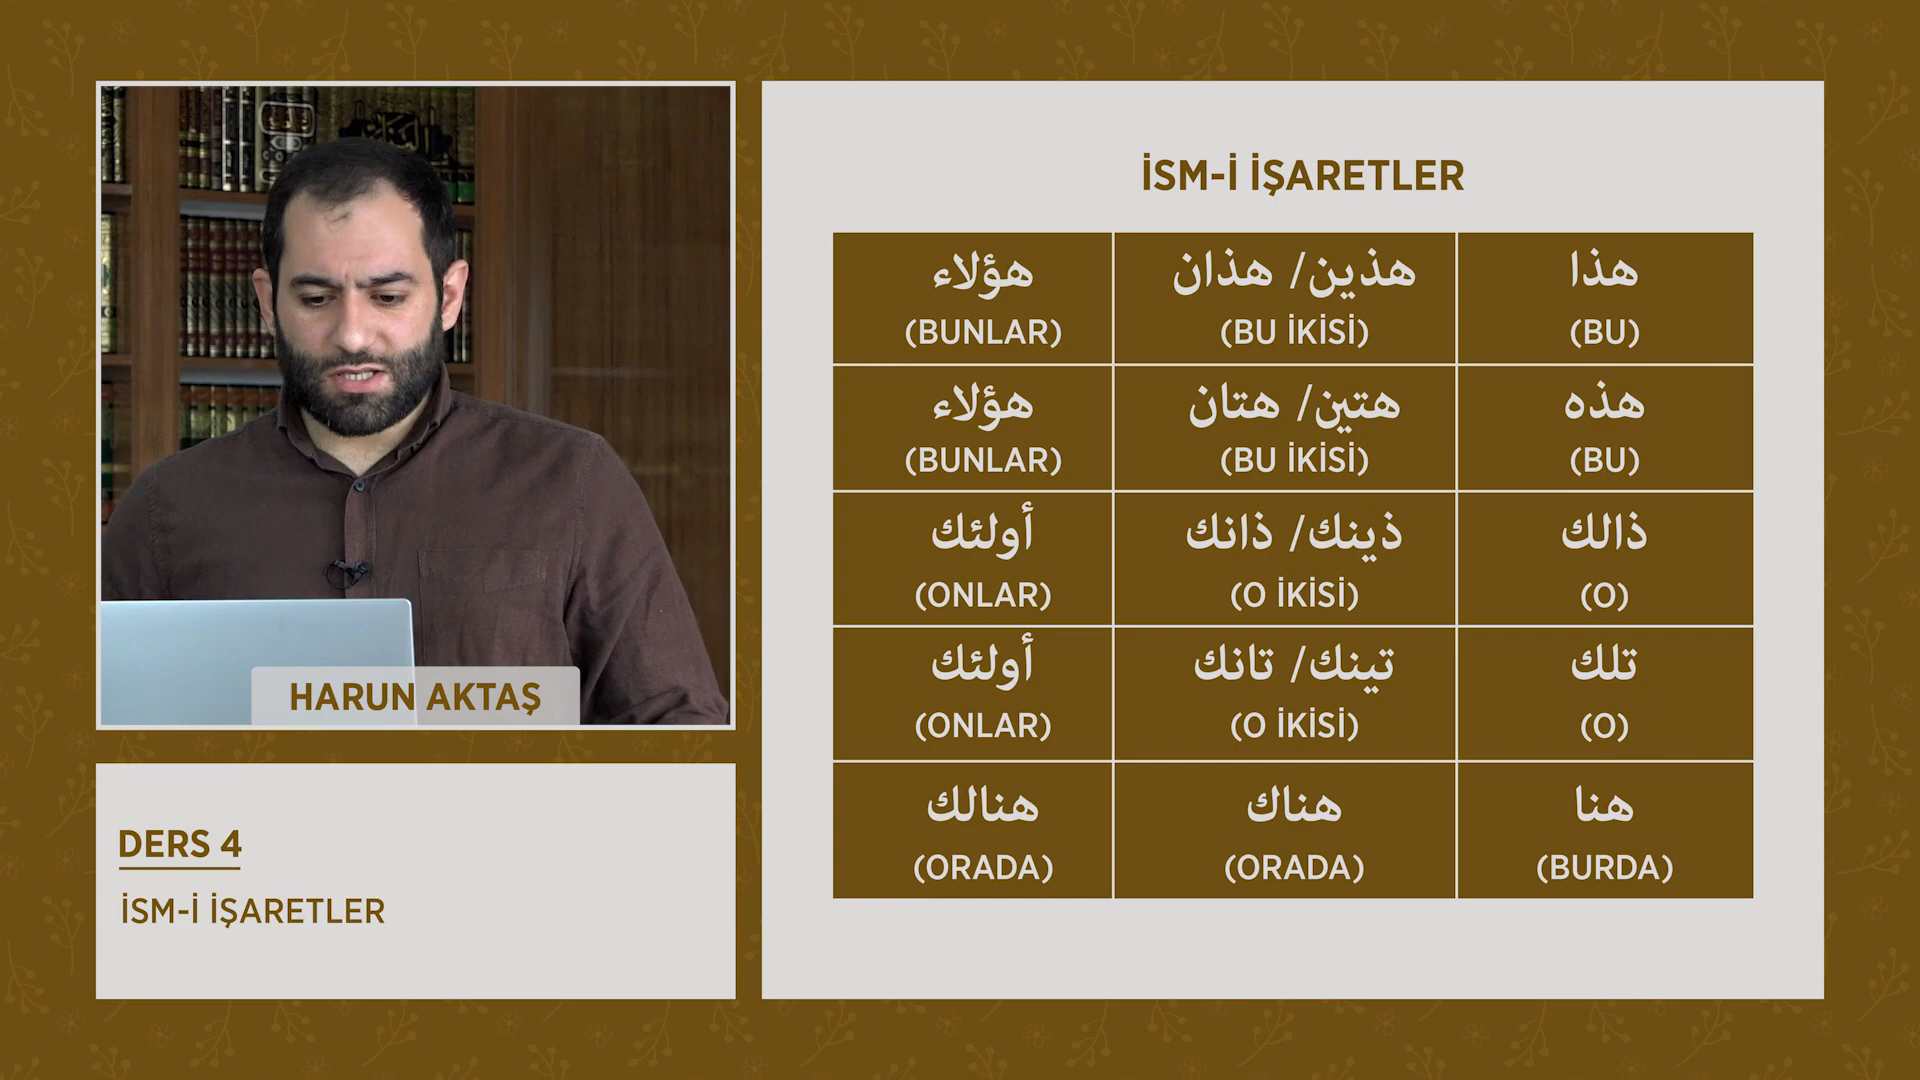 HARUN AKTAŞ
DERS 4
İSM-İ İŞARETLER
İSM-İ İŞARETLER
هذا
(BU)
هذين/ هذان
(BU İKİSİ)
هؤلاء
(BUNLAR)
هذه
(BU)
هتين/ هتان
(BU İKİSİ)
هؤلاء
(BUNLAR)
ذالك
(O)
ذينك/ ذانك
(O İKİSİ)
أولئك
(ONLAR)
تلك
(O)
تينك/ تانك
(O İKİSİ)
أولئك
(ONLAR)
هنا
(BURDA)
هناك
(ORADA)
هنالك
(ORADA)